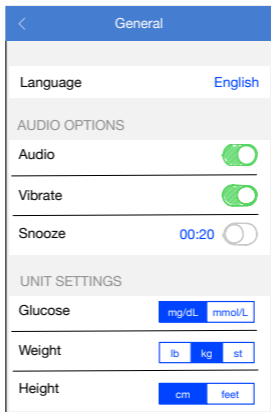 General
Language English
AUDIO OPTIONS
Audio
Vibrate
Snooze 00:20
UNIT SETTINGS
Glucose mg/dL mmol/L
Weight lb kg st
Height cm feet